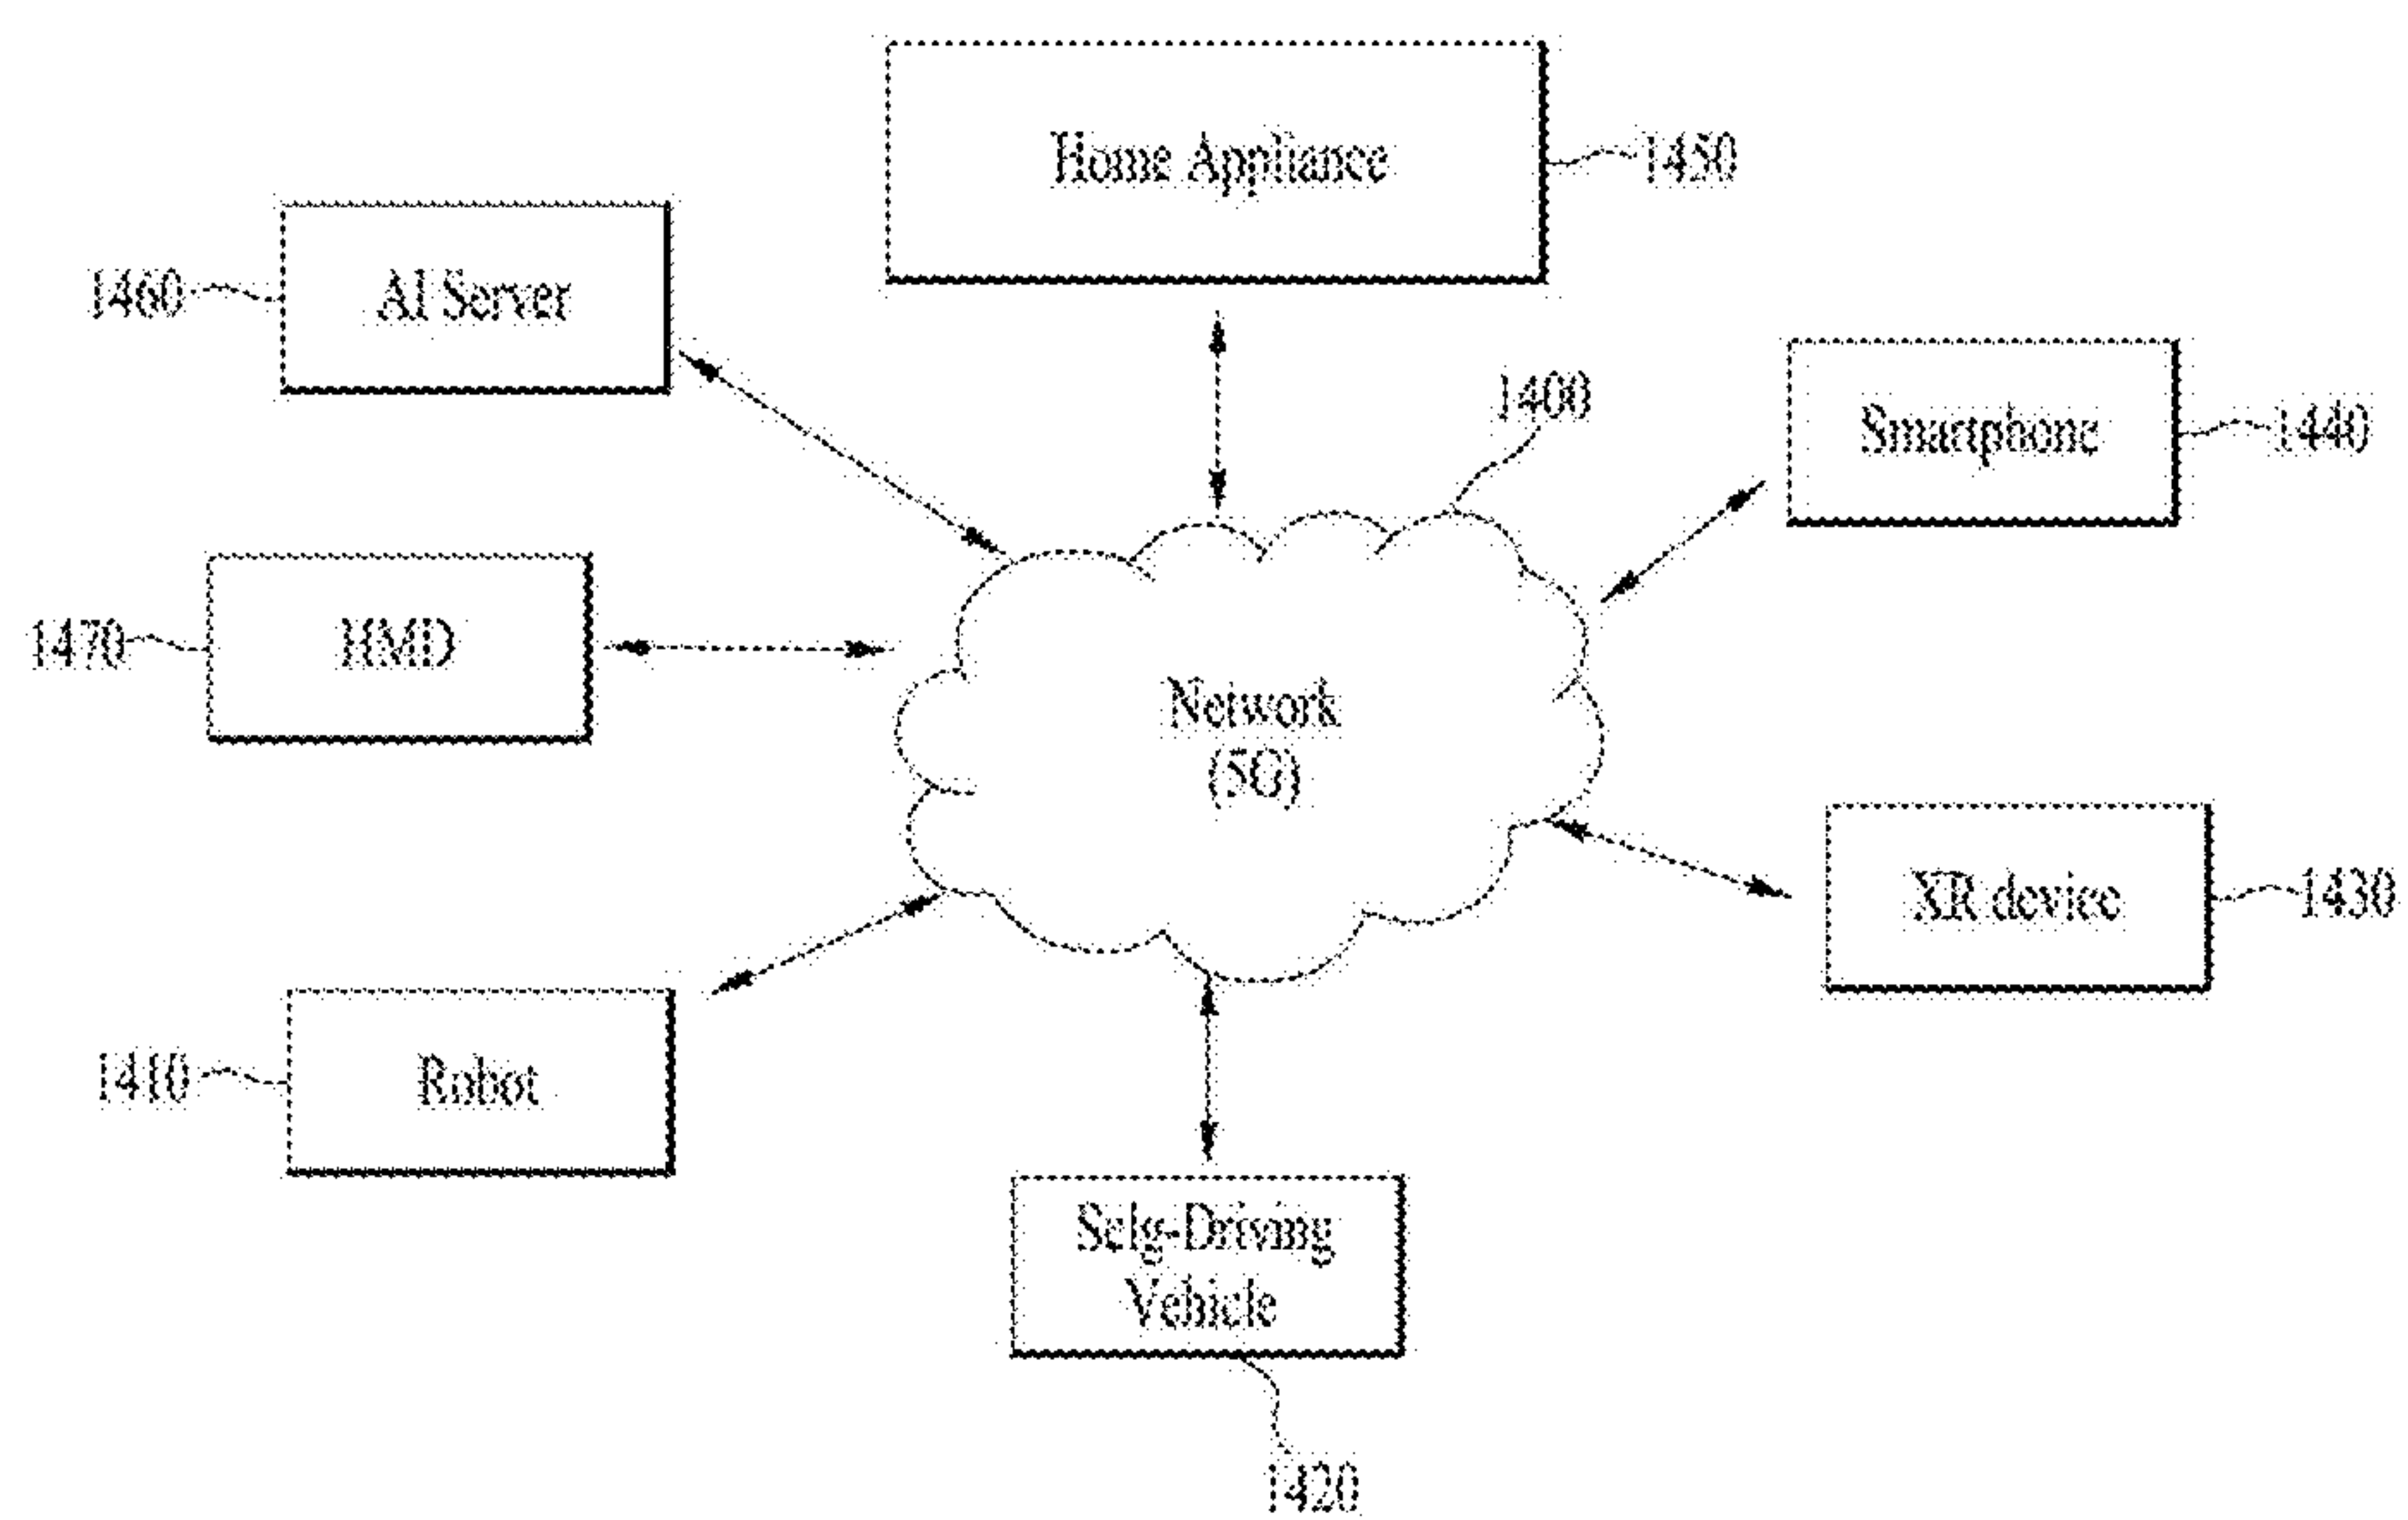 Home Appliance
1450
1460
AI Server
1400
Smartphone
1440
1470
HMD
Network
(5G)
XR device
1430
1410
Robot
Selg-Driving
Vehicle
1420